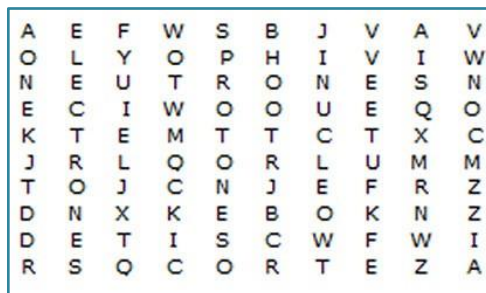 A E F W S B J V A V
O L Y O P H I V I W
N E U T R O N E S N
E C I W O O U E Q O
K T E M T T C T X C
J R L Q O R L U M M
T O J C N J E F R Z
D N X K E B O K N Z
D E T I S C W F W I
R S Q C O R T E Z A